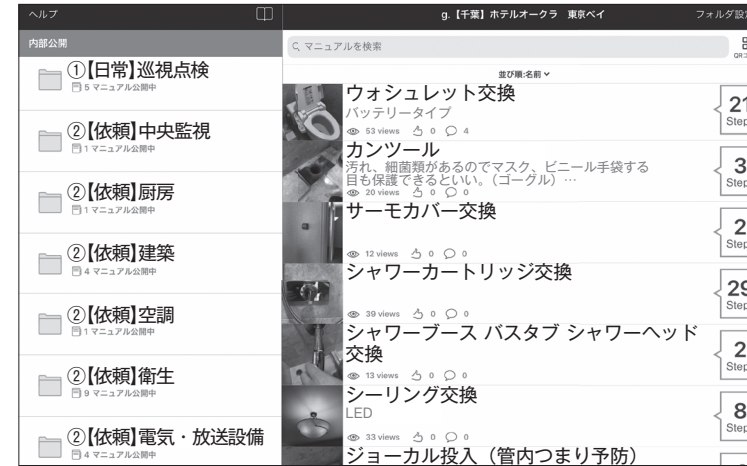 ヘルプ
g.【千葉】ホテルオークラ 東京ベイ
フォルダ設
内部公開
①【日常】巡視点検
5 マニュアル公開中
②【依頼】中央監視
1 マニュアル公開中
②【依頼】厨房
1 マニュアル公開中
②【依頼】建築
4 マニュアル公開中
②【依頼】空調
1 マニュアル公開中
②【依頼】衛生
9 マニュアル公開中
②【依頼】電気・放送設備
4 マニュアル公開中
マニュアルを検索
QRコ
並び順:名前
ウォシュレット交換
バッテリータイプ
53 views 0 4
21
Step
カンツール
汚れ、細菌類があるのでマスク、ビニール手袋する
目も保護できるといい。(ゴーグル)…
20 views 0 0
3
Step
サーモカバー交換
12 views 0 0
2
Step
シャワーカートリッジ交換
39 views 0 0
29
Step
シャワーブース バスタブ シャワーヘッド
交換
13 views 0 0
2
Step
シーリング交換
LED
33 views 0 0
8
Step
ジョーカル投入(管内つまり予防)